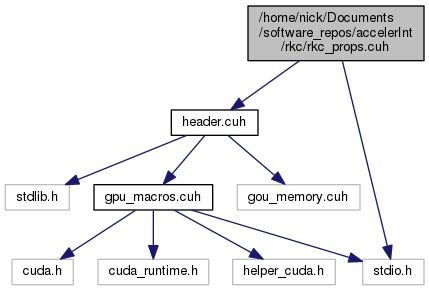 /home/nick/Documents
/software_repos/accelerInt
/rkc/rkc_props.cuh
header.cuh
stdlib.h
gpu_macros.cuh
gou_memory.cuh
cuda.h
cuda_runtime.h
helper_cuda.h
stdio.h